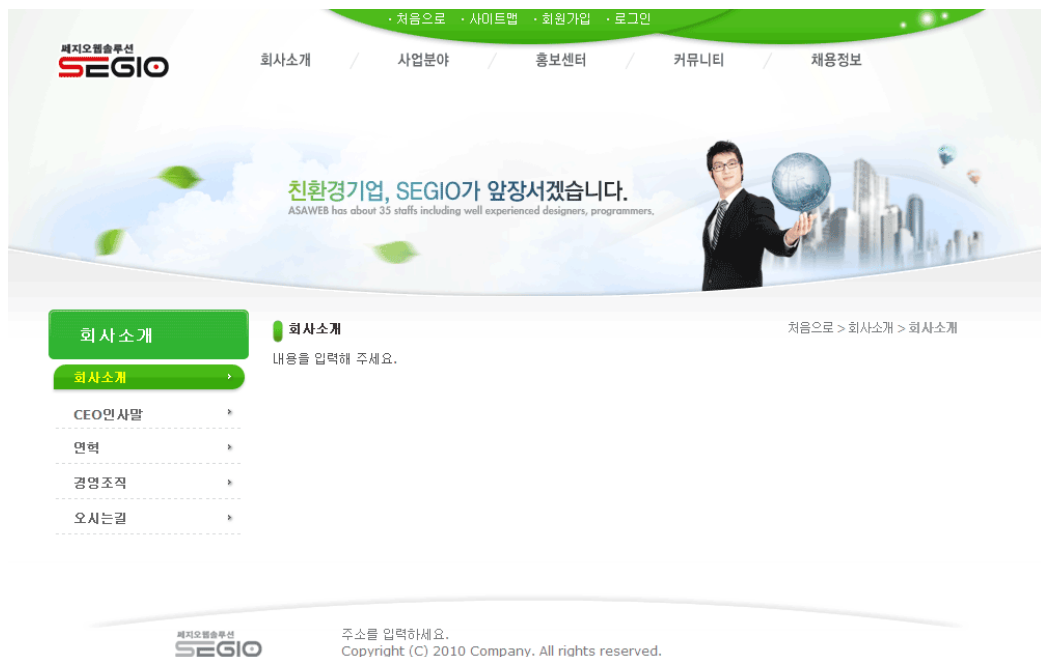 · 처음으로 · 사이트맵 · 회원가입 · 로그인
쎄지오웹솔루션
SEGIO
회사소개 / 사업분야 / 홍보센터 / 커뮤니티 / 채용정보
친환경기업, SEGIO가 앞장서겠습니다.
ASAWEB has about 35 staffs including well experienced designers, programmers,
회사소개
회사소개
처음으로 > 회사소개 > 회사소개
내용을 입력해 주세요.
회사소개
CEO인사말
연혁
경영조직
오시는길
쎄지오웹솔루션
SEGIO
주소를 입력하세요.
Copyright (C) 2010 Company. All rights reserved.